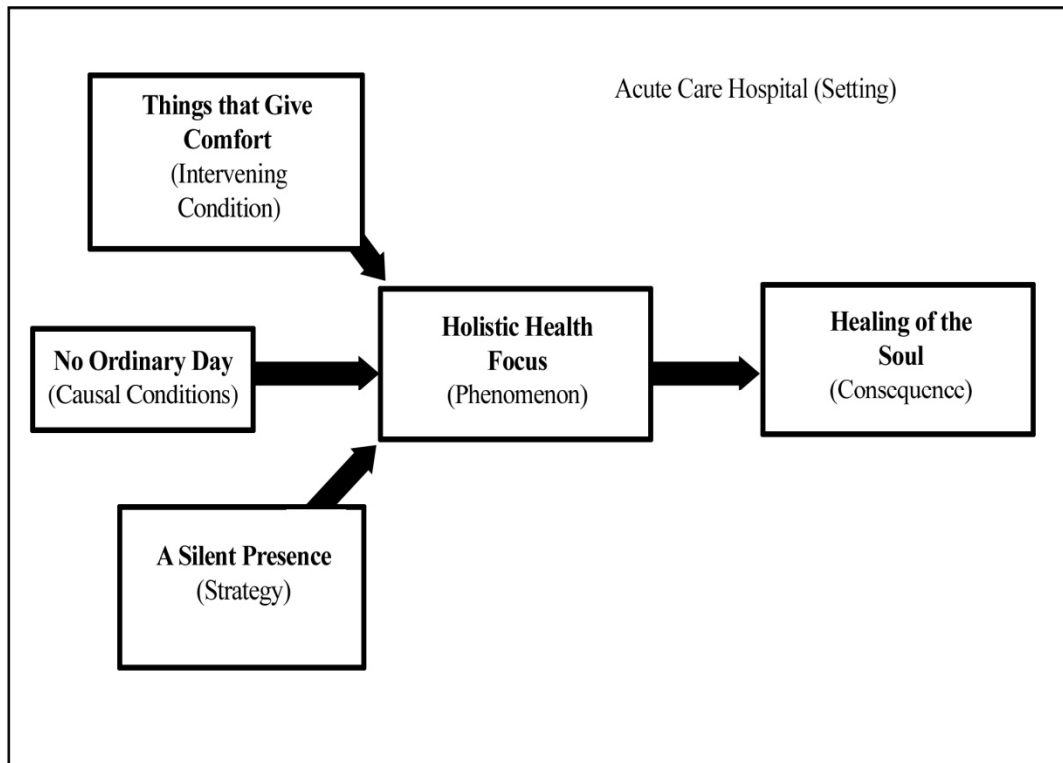 Things that Give
Comfort
(Intervening
Condition)
Acute Care Hospital (Setting)
No Ordinary Day
(Causal Conditions)
Holistic Health
Focus
(Phenomenon)
Healing of the
Soul
(Consequence)
A Silent Presence
(Strategy)